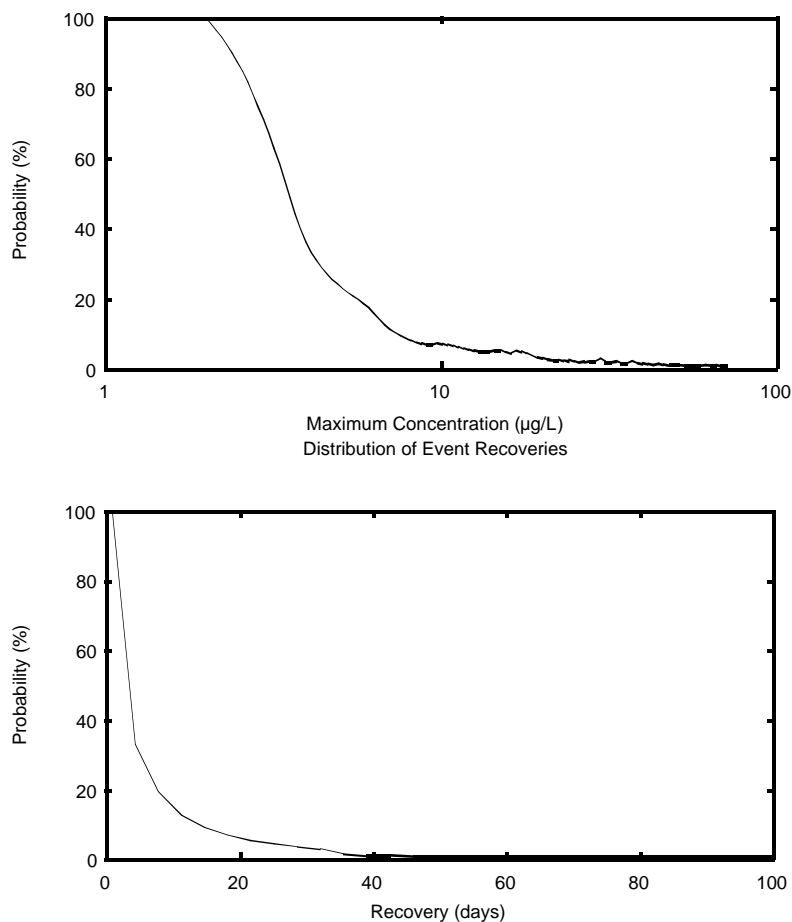 100
80
60
40
20
0
Probability (%)
1 10 100
Maximum Concentration (µg/L)
Distribution of Event Recoveries
100
80
60
40
20
0
Probability (%)
0 20 40 60 80 100
Recovery (days)